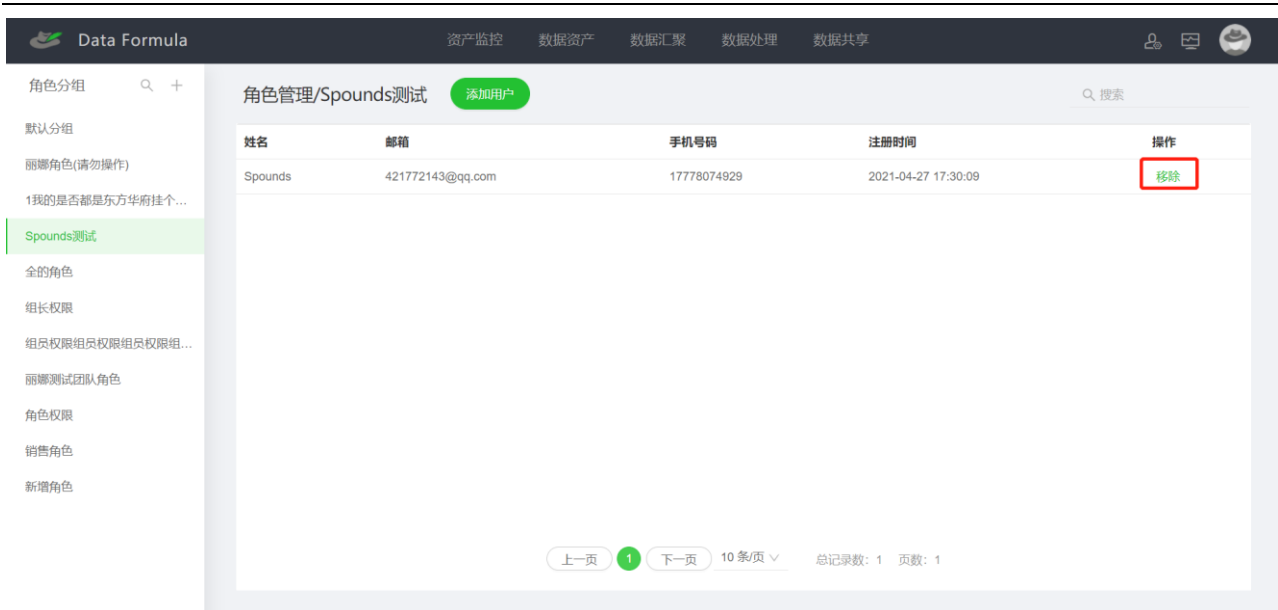 Data Formula 资产监控 数据资产 数据汇聚 数据处理 数据共享
角色分组
默认分组
丽娜角色(请勿操作)
1我的是否都是东方华府挂个...
Spounds测试
全的角色
组长权限
组员权限组员权限组员权限组...
丽娜测试团队角色
角色权限
销售角色
新增角色
角色管理/Spounds测试 添加用户 搜索
姓名 邮箱 手机号码 注册时间 操作
Spounds 421772143@qq.com 17778074929 2021-04-27 17:30:09 移除
上一页 1 下一页 10 条/页 总记录数: 1 页数: 1